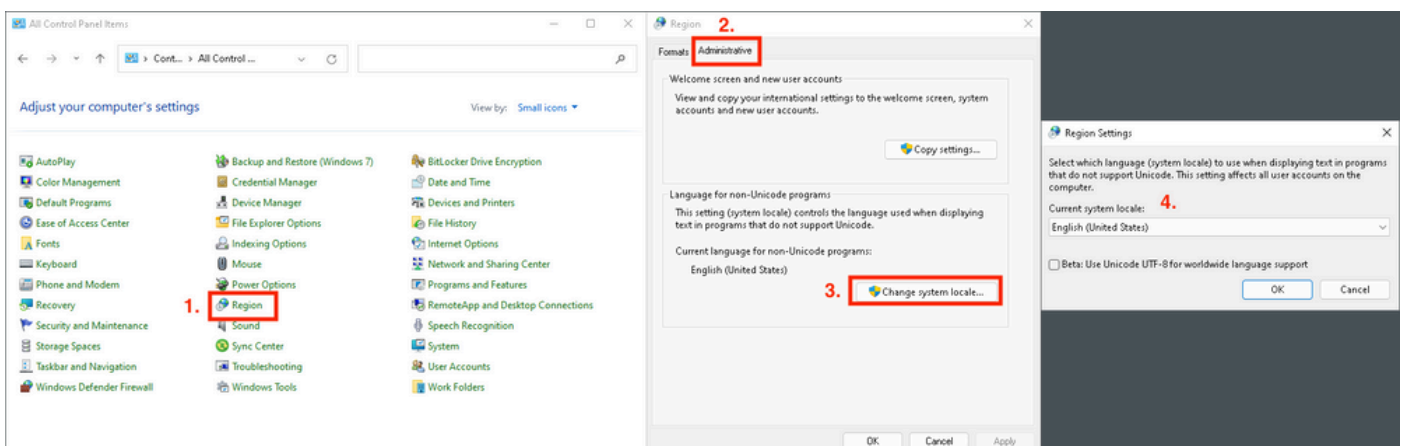 All Control Panel Items
Cont... > All Control ...
Adjust your computer's settings
View by: Small icons
AutoPlay
Backup and Restore (Windows 7)
BitLocker Drive Encryption
Color Management
Credential Manager
Date and Time
Default Programs
Device Manager
Devices and Printers
Ease of Access Center
File Explorer Options
File History
Fonts
Indexing Options
Internet Options
Keyboard
Mouse
Network and Sharing Center
Phone and Modem
Power Options
Programs and Features
Recovery
1.
Region
RemoteApp and Desktop Connections
Security and Maintenance
Sound
Speech Recognition
Storage Spaces
Sync Center
System
Taskbar and Navigation
Troubleshooting
User Accounts
Windows Defender Firewall
Windows Tools
Work Folders
Region
2.
Formats
Administrative
Welcome screen and new user accounts
View and copy your international settings to the welcome screen, system
accounts and new user accounts.
Copy settings...
Language for non-Unicode programs
This setting (system locale) controls the language used when displaying
text in programs that do not support Unicode.
Current language for non-Unicode programs:
English (United States)
3.
Change system locale...
OK
Cancel
Apply
Region Settings
Select which language (system locale) to use when displaying text in programs
that do not support Unicode. This setting affects all user accounts on the
computer.
Current system locale:
4.
English (United States)
Beta: Use Unicode UTF-8 for worldwide language support
OK
Cancel